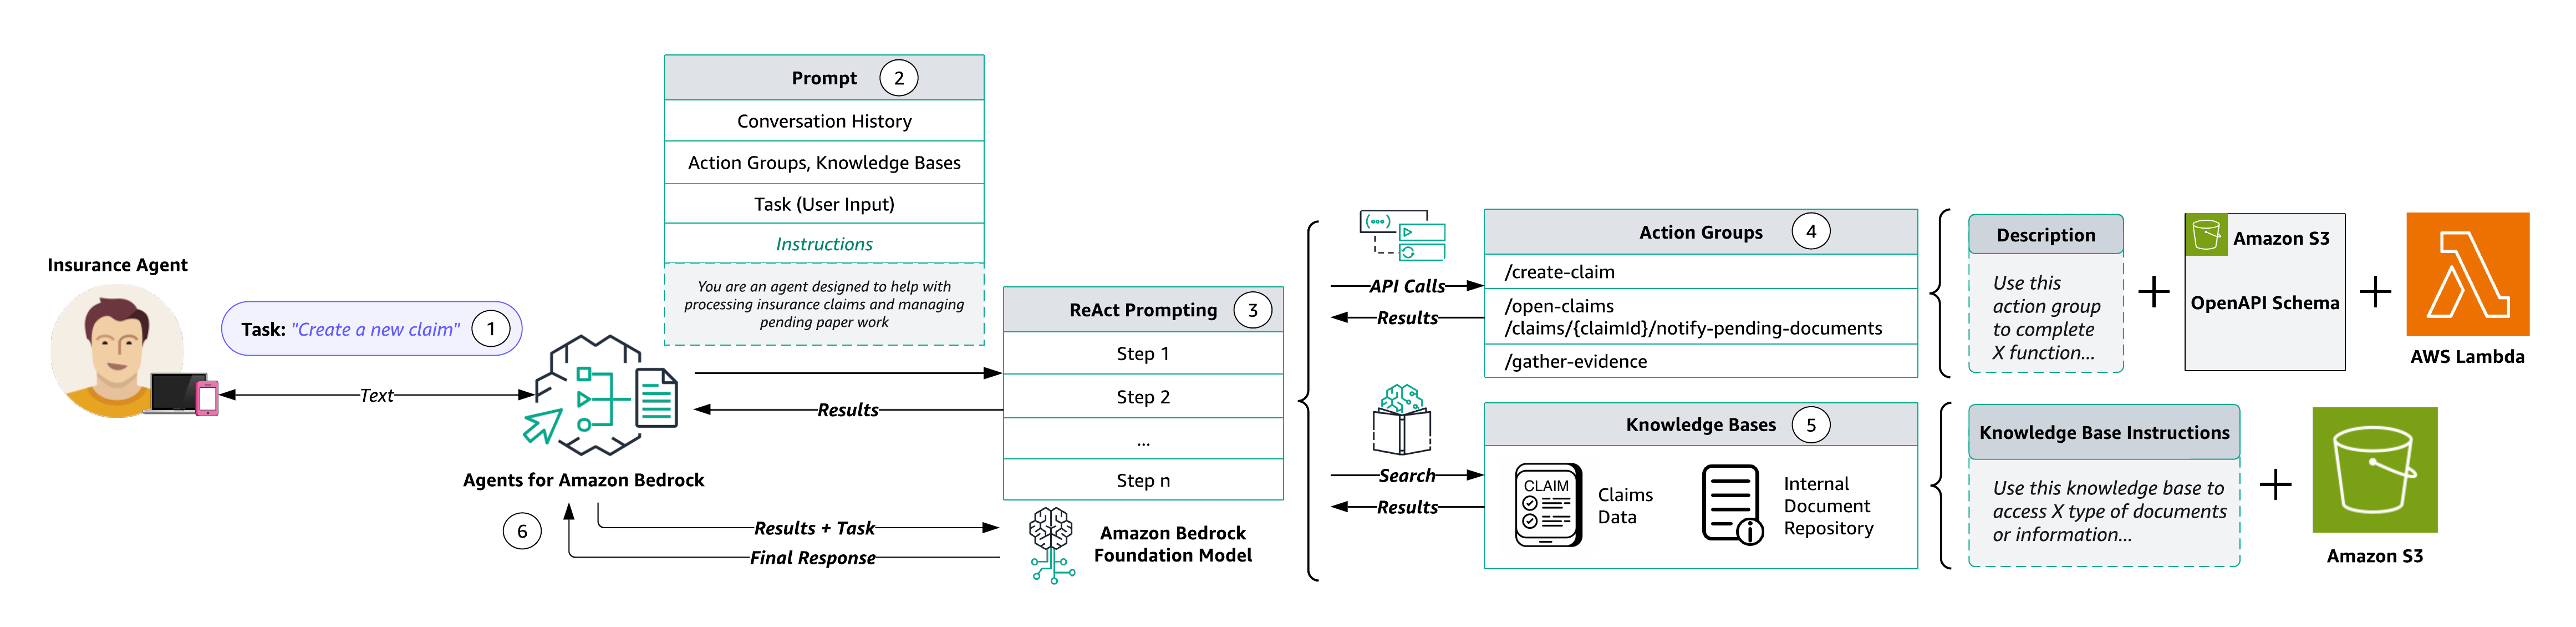 Insurance Agent
Task: "Create a new claim"
1
Text
Prompt
2
Conversation History
Action Groups, Knowledge Bases
Task (User Input)
Instructions
You are an agent designed to help with
processing insurance claims and managing
pending paper work
Agents for Amazon Bedrock
Results
ReAct Prompting
3
Step 1
Step 2
...
Step n
6
Results + Task
Final Response
Amazon Bedrock
Foundation Model
API Calls
Results
Action Groups
4
/create-claim
/open-claims
/claims/{claimId}/notify-pending-documents
/gather-evidence
Description
Use this
action group
to complete
X function...
Amazon S3
OpenAPI Schema
AWS Lambda
Search
Results
Knowledge Bases
5
CLAIM
Claims
Data
Internal
Document
Repository
Knowledge Base Instructions
Use this knowledge base to
access X type of documents
or information...
Amazon S3